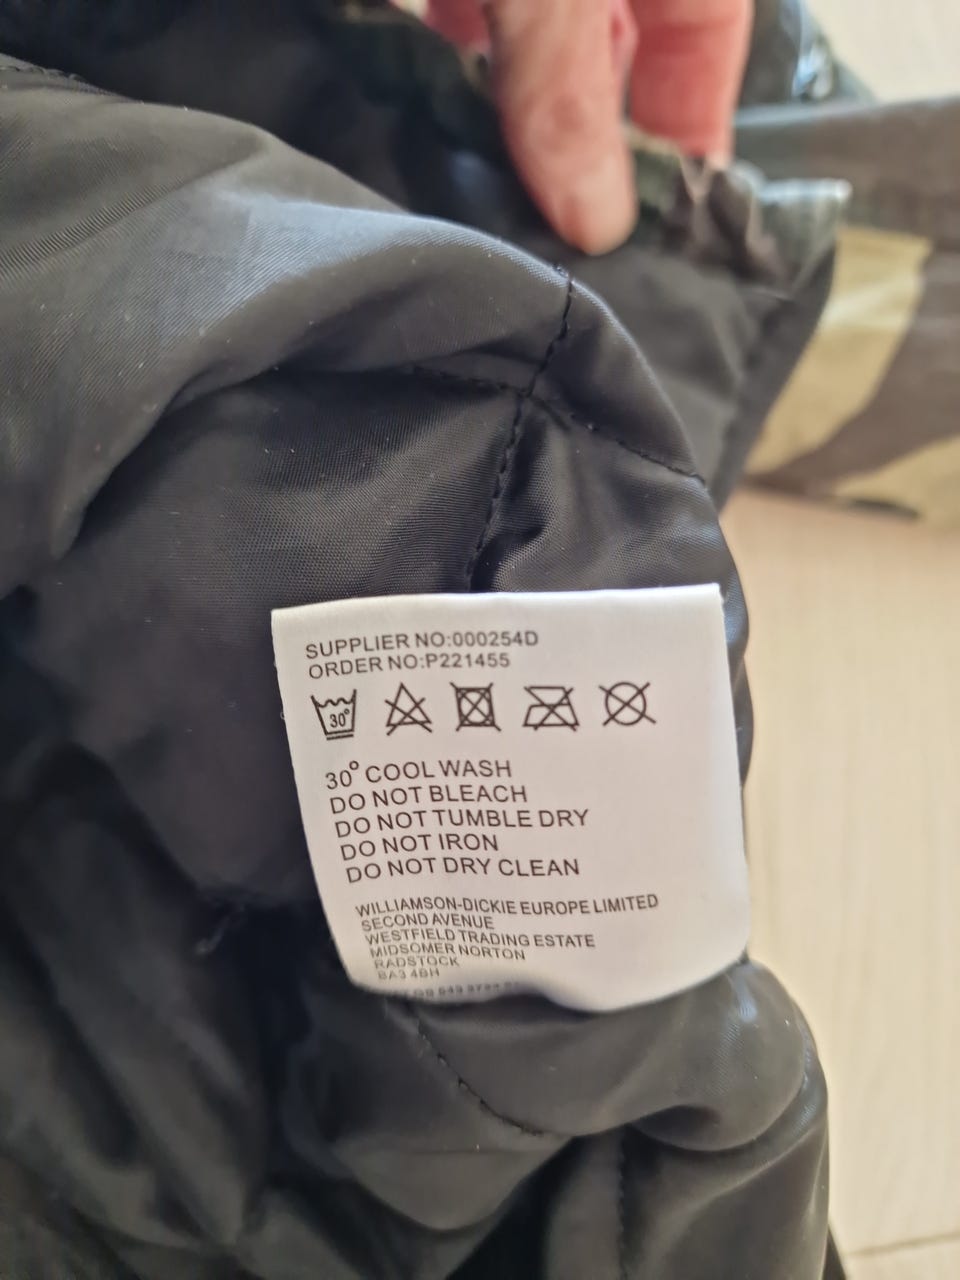 SUPPLIER NO:000254D
ORDER NO:P221455
30°
30° COOL WASH
DO NOT BLEACH
DO NOT TUMBLE DRY
DO NOT IRON
DO NOT DRY CLEAN
WILLIAMSON-DICKIE EUROPE LIMITED
SECOND AVENUE
WESTFIELD TRADING ESTATE
MIDSOMER NORTON
RADSTOCK
BA3 4BH